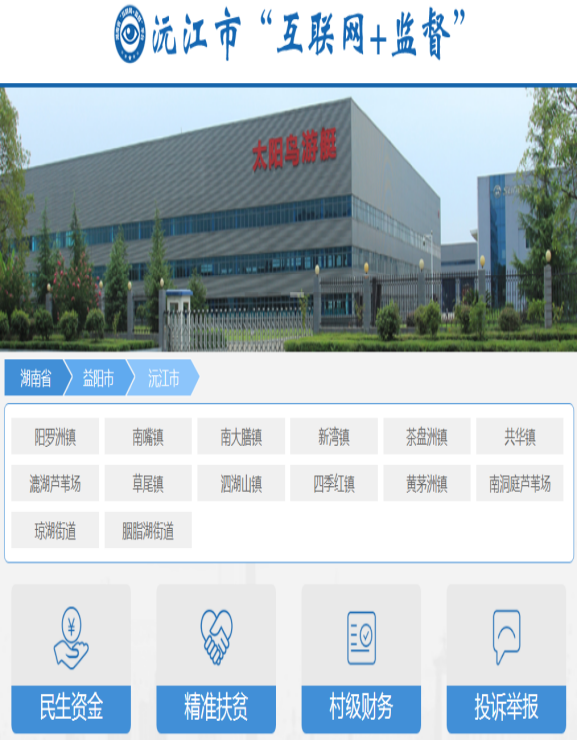 沅江市“互联网+监督”
太阳鸟游艇
湖南省 益阳市 沅江市
阳罗洲镇 南嘴镇 南大膳镇 新湾镇 茶盘洲镇 共华镇
漉湖芦苇场 草尾镇 泗湖山镇 四季红镇 黄茅洲镇 南洞庭芦苇场
琼湖街道 胭脂湖街道
民生资金 精准扶贫 村级财务 投诉举报